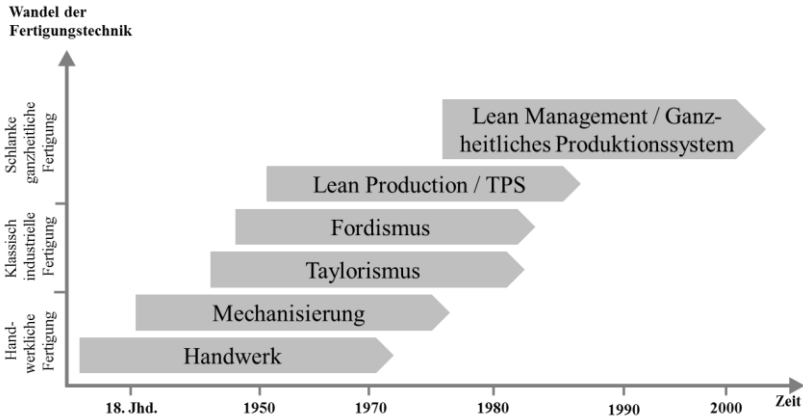 Wandel der
Fertigungstechnik
Schlanke
ganzheitliche
Fertigung
Lean Management / Ganz-
heitliches Produktionssystem
Lean Production / TPS
Klassisch
industrielle
Fertigung
Fordismus
Taylorismus
Hand-
werkliche
Fertigung
Mechanisierung
Handwerk
18. Jhd.
1950
1970
1980
1990
2000
Zeit